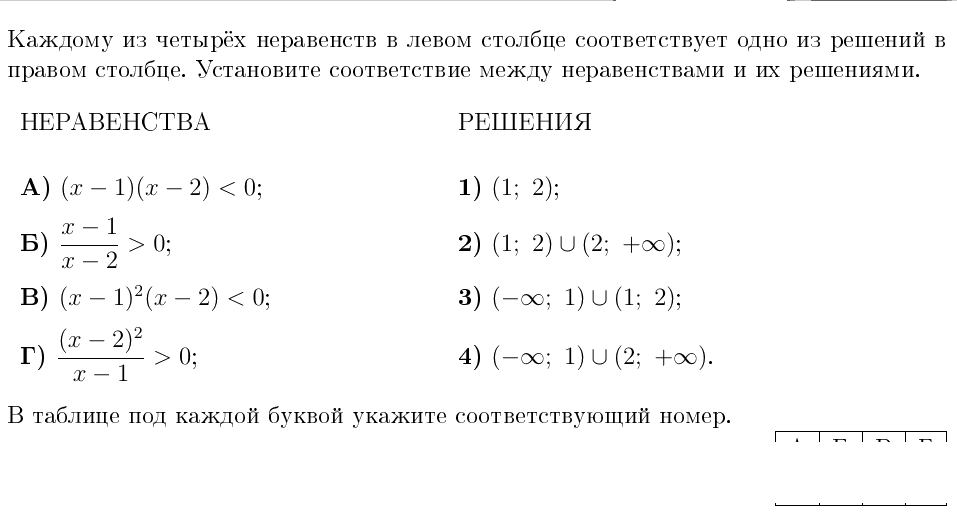 Каждому из четырёх неравенств в левом столбце соответствует одно из решений в
правом столбце. Установите соответствие между неравенствами и их решениями.
НЕРАВЕНСТВА РЕШЕНИЯ
А) (x − 1)(x − 2) < 0; 1) (1; 2);
Б) (x − 1)/(x − 2) > 0; 2) (1; 2) ∪ (2; +∞);
В) (x − 1)²(x − 2) < 0; 3) (−∞; 1) ∪ (1; 2);
Г) (x − 2)²/(x − 1) > 0; 4) (−∞; 1) ∪ (2; +∞).
В таблице под каждой буквой укажите соответствующий номер.